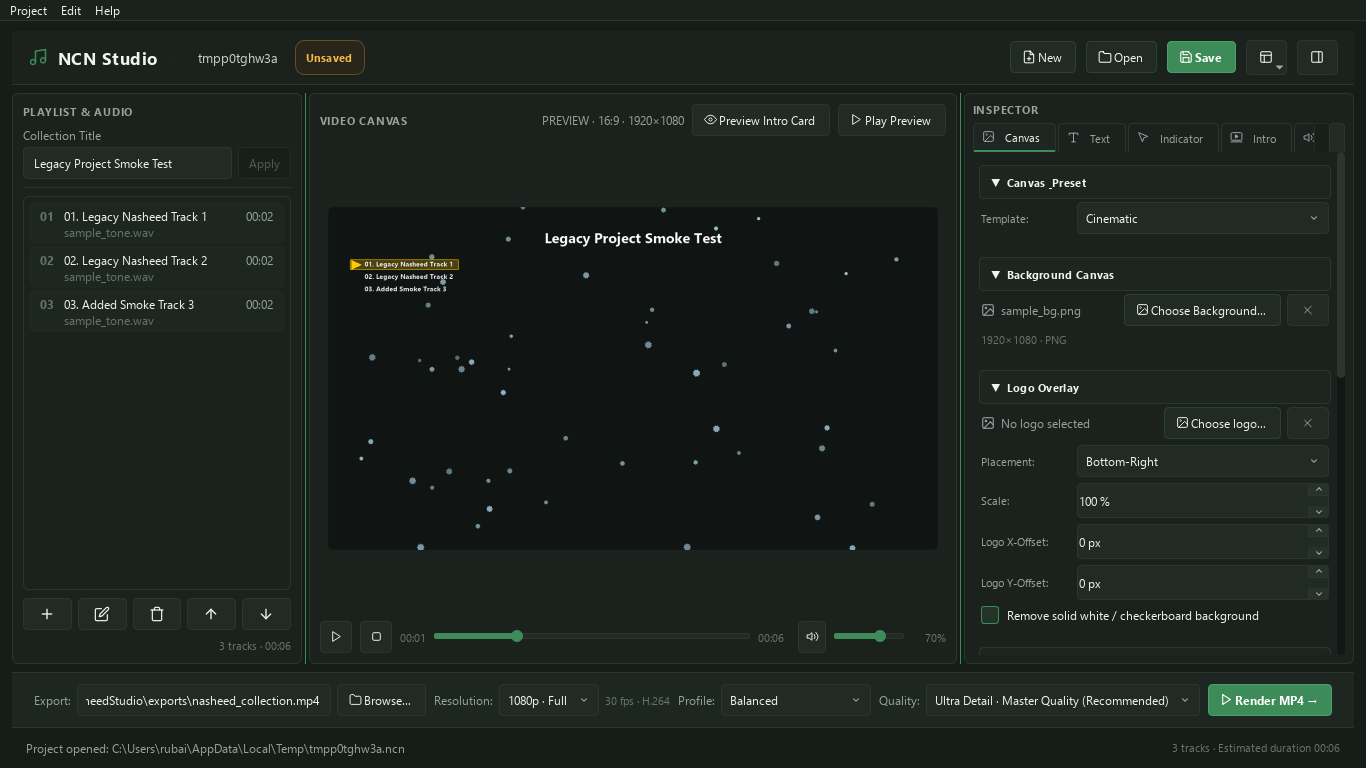 Project Edit Help
NCN Studio tmpp0tghw3a Unsaved New Open Save
PLAYLIST & AUDIO
Collection Title
Legacy Project Smoke Test Apply
01 01. Legacy Nasheed Track 1 00:02
sample_tone.wav
02 02. Legacy Nasheed Track 2 00:02
sample_tone.wav
03 03. Added Smoke Track 3 00:02
sample_tone.wav
3 tracks · 00:06
VIDEO CANVAS PREVIEW · 16:9 · 1920×1080 Preview Intro Card Play Preview
Legacy Project Smoke Test
01. Legacy Nasheed Track 1
02. Legacy Nasheed Track 2
03. Added Smoke Track 3
00:01 00:06 70%
INSPECTOR
Canvas Text Indicator Intro
▼ Canvas _Preset
Template: Cinematic
▼ Background Canvas
sample_bg.png Choose Background...
1920×1080 · PNG
▼ Logo Overlay
No logo selected Choose logo...
Placement: Bottom-Right
Scale: 100 %
Logo X-Offset: 0 px
Logo Y-Offset: 0 px
Remove solid white / checkerboard background
Export: eedStudio\exports\nasheed_collection.mp4 Browse... Resolution: 1080p · Full 30 fps · H.264 Profile: Balanced Quality: Ultra Detail · Master Quality (Recommended) Render MP4 →
Project opened: C:\Users\rubai\AppData\Local\Temp\tmpp0tghw3a.ncn 3 tracks · Estimated duration 00:06